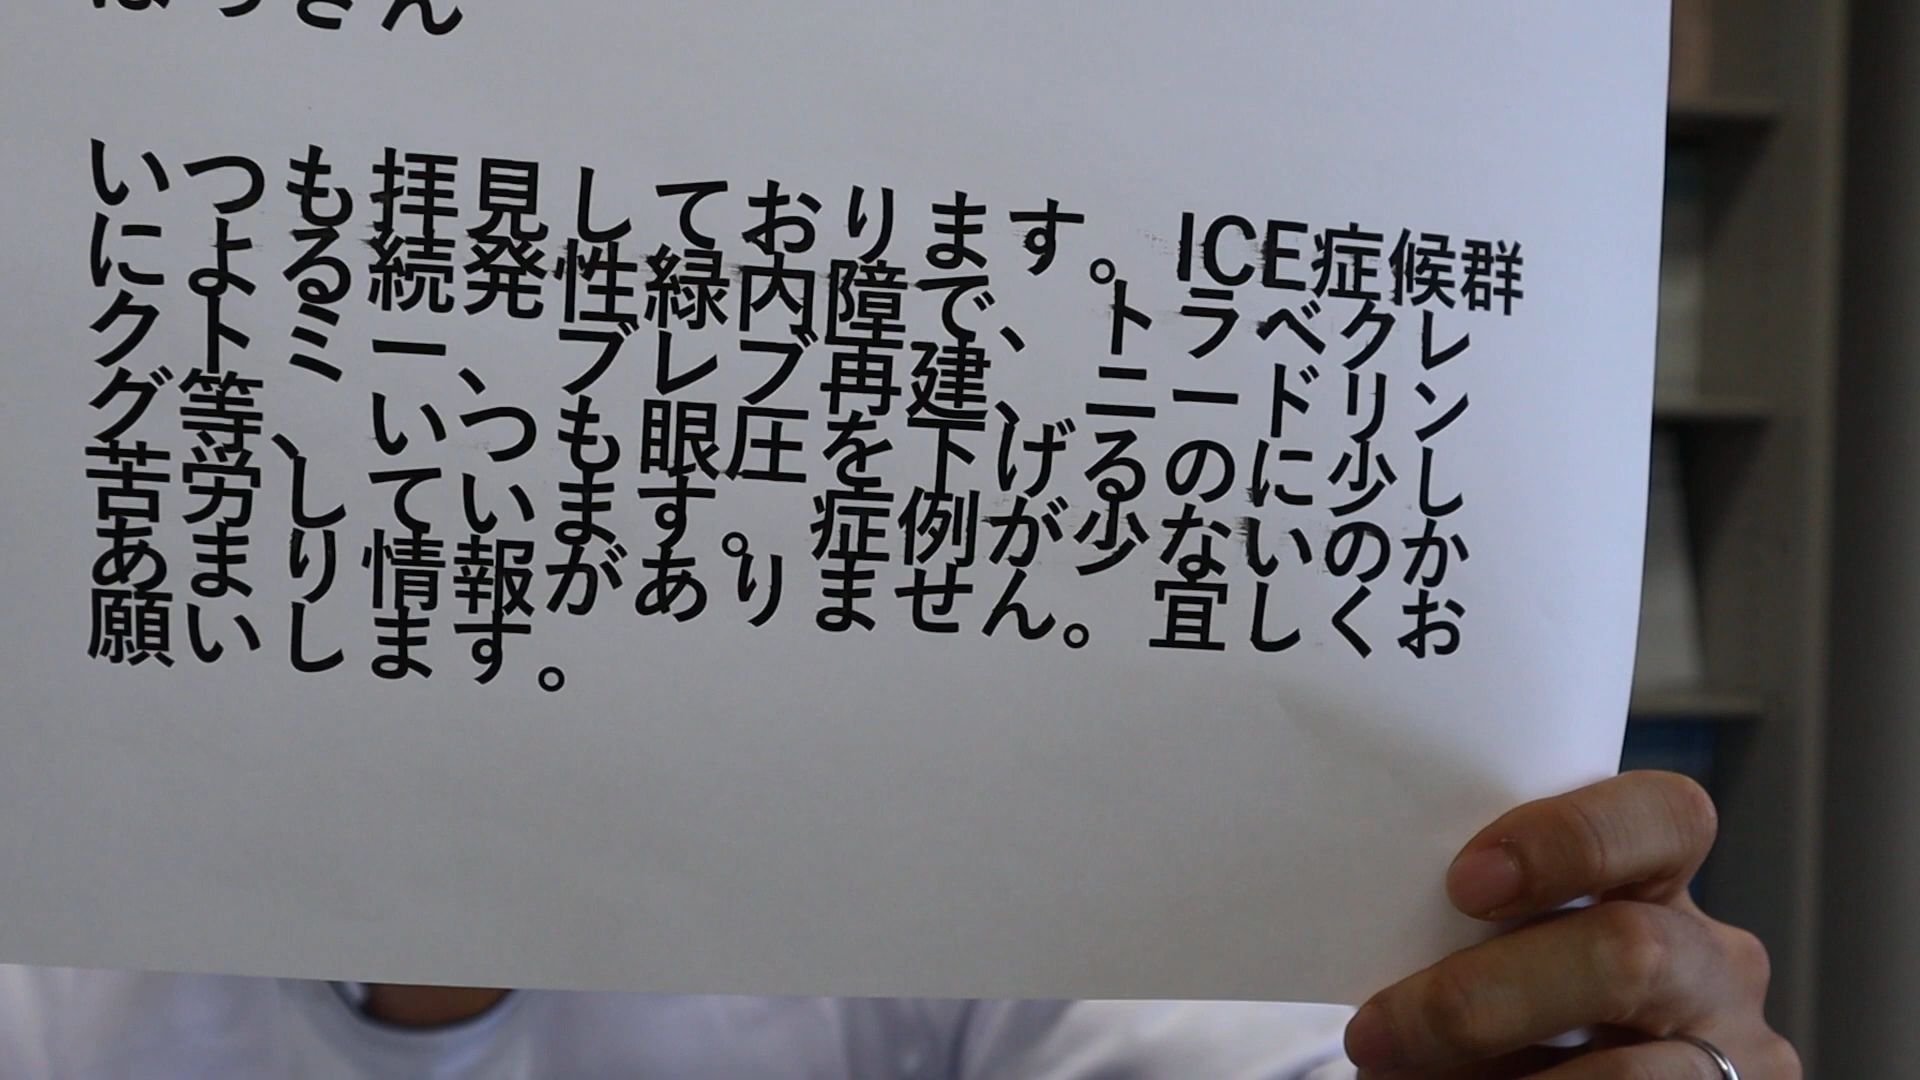 いつも拝見しております。ICE症候群
による続発性緑内障で、トラベクレ
クトミー、ブレブ再建、ニードリン
グ等、いつも眼圧を下げるのに少し
苦労しています。症例が少ないのか
あまり情報がありません。宜しくお
願いします。